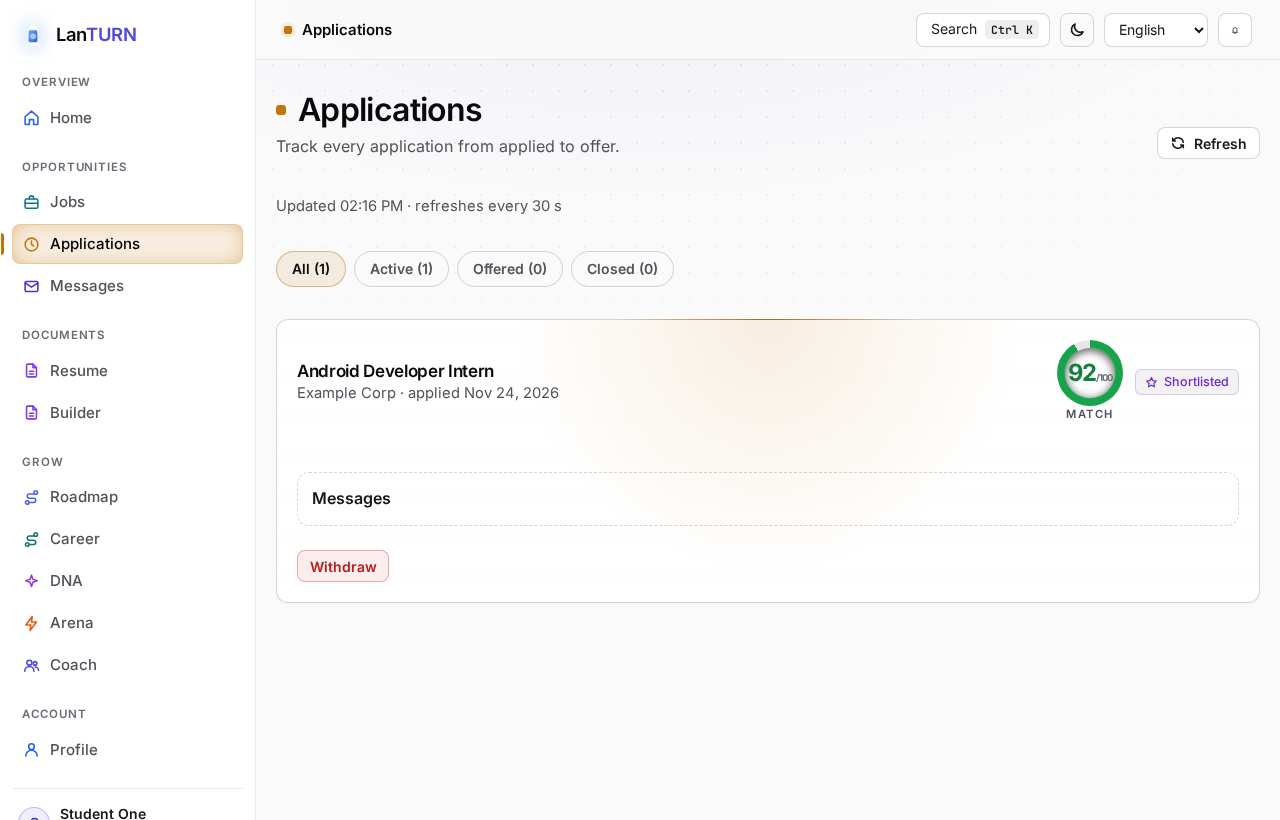 LanTURN
OVERVIEW
Home
OPPORTUNITIES
Jobs
Applications
Messages
DOCUMENTS
Resume
Builder
GROW
Roadmap
Career
DNA
Arena
Coach
ACCOUNT
Profile
Student One
Applications
Search Ctrl K
English
Applications
Track every application from applied to offer.
Refresh
Updated 02:16 PM · refreshes every 30 s
All (1) Active (1) Offered (0) Closed (0)
Android Developer Intern
Example Corp · applied Nov 24, 2026
92/100
MATCH
Shortlisted
Messages
Withdraw